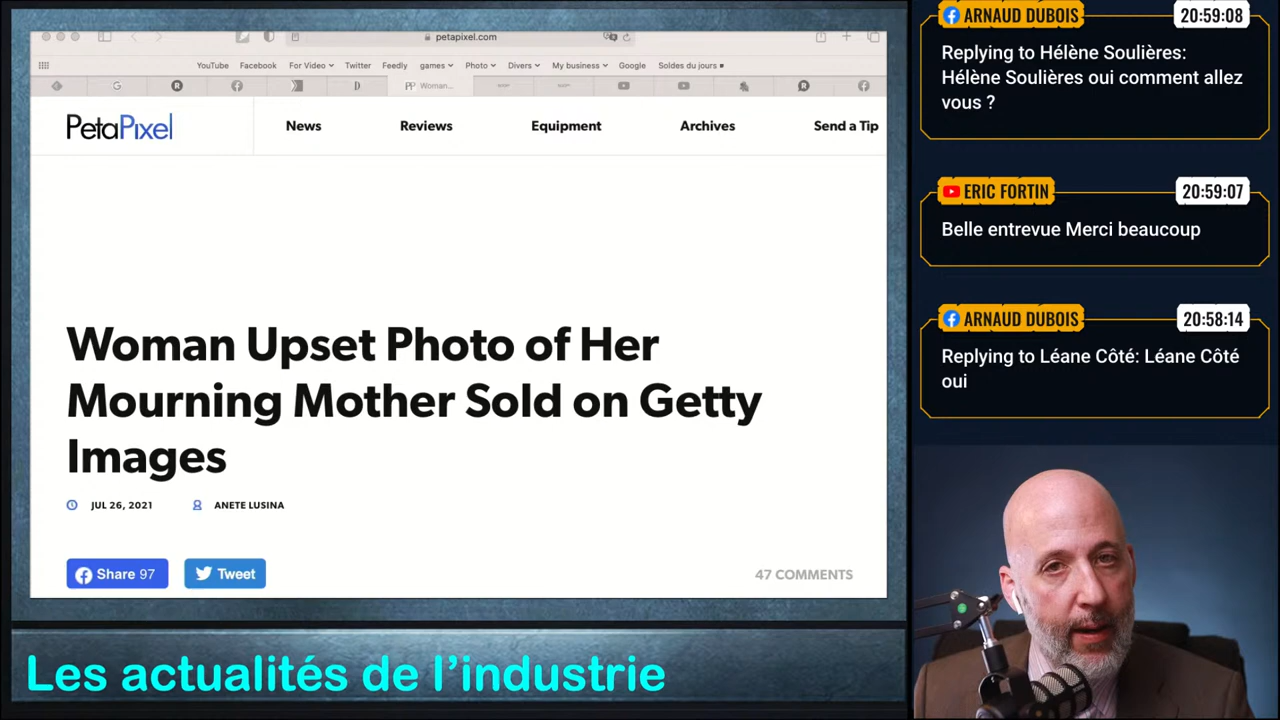 petapixel.com
YouTube Facebook For Video Twitter Feedly games Photo Divers My business Google Soldes du jours
Woman...
PetaPixel
News Reviews Equipment Archives Send a Tip
Woman Upset Photo of Her
Mourning Mother Sold on Getty
Images
JUL 26, 2021 ANETE LUSINA
Share 97 Tweet
47 COMMENTS
Les actualités de l'industrie
ARNAUD DUBOIS 20:59:08
Replying to Hélène Soulières:
Hélène Soulières oui comment allez
vous ?
ERIC FORTIN 20:59:07
Belle entrevue Merci beaucoup
ARNAUD DUBOIS 20:58:14
Replying to Léane Côté: Léane Côté
oui